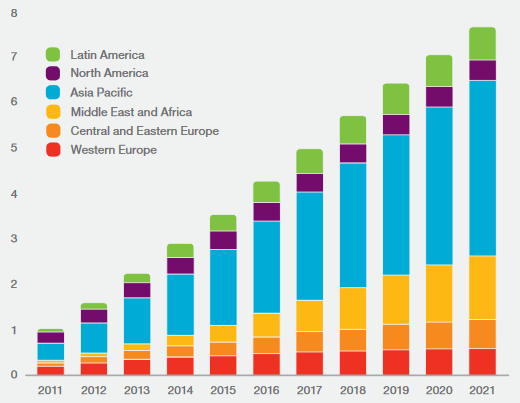 8
7
6
5
4
3
2
1
0
Latin America
North America
Asia Pacific
Middle East and Africa
Central and Eastern Europe
Western Europe
2011 2012 2013 2014 2015 2016 2017 2018 2019 2020 2021